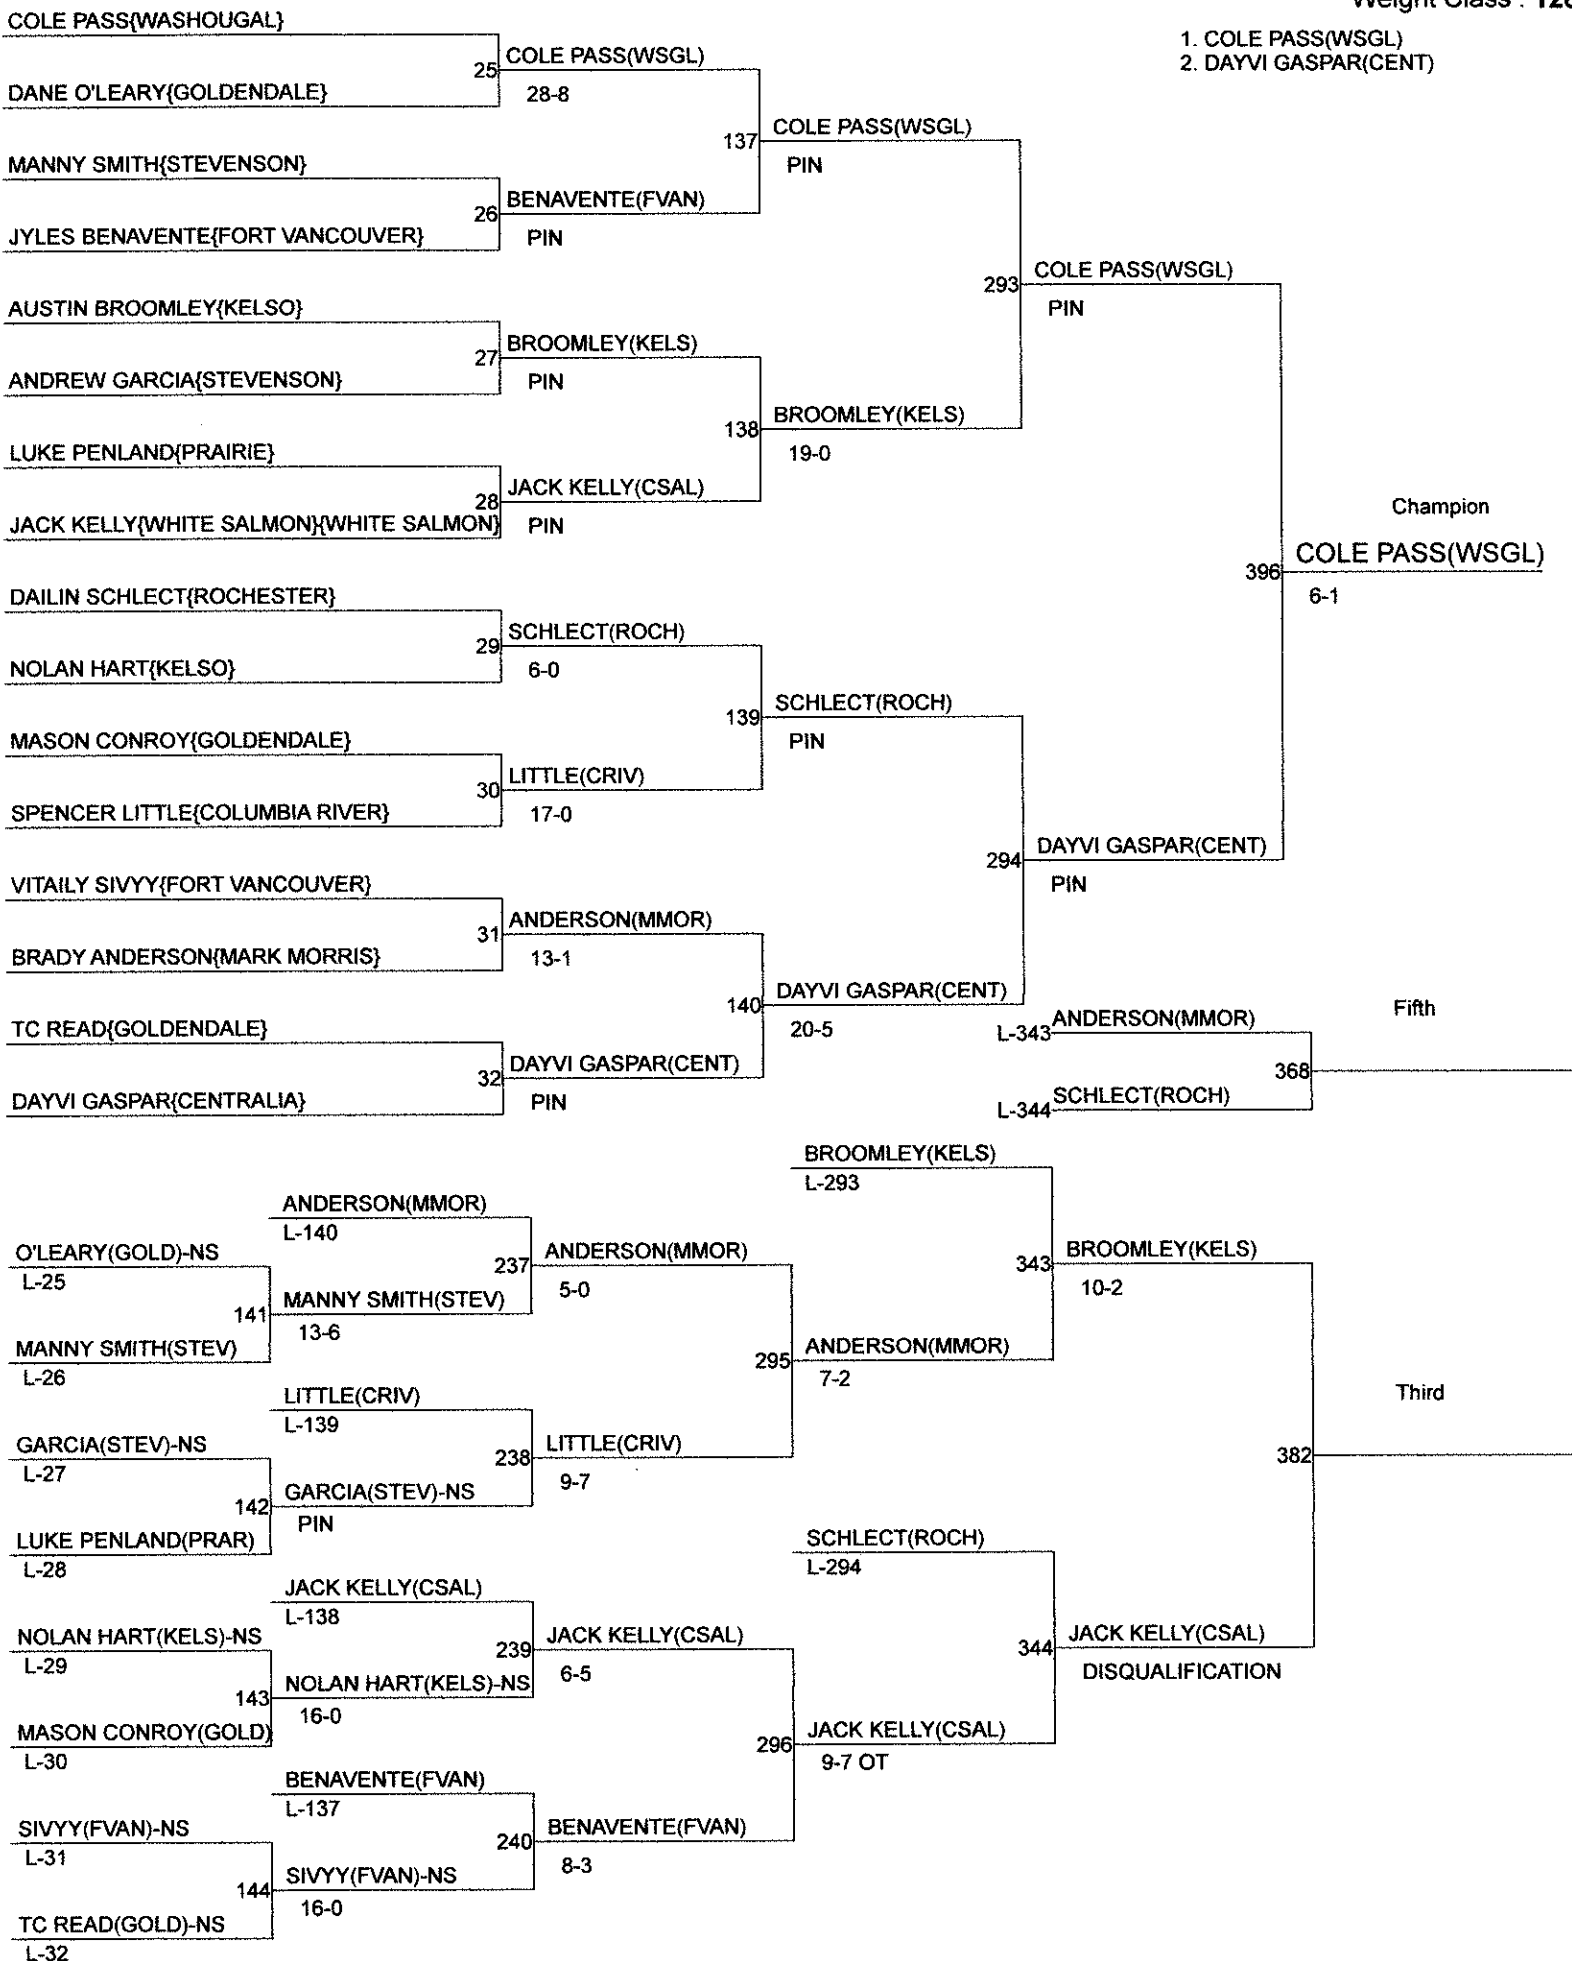 Weight Class :
1. COLE PASS(WSGL)
2. DAYVI GASPAR(CENT)
COLE PASS{WASHOUGAL}
25
COLE PASS(WSGL)
28-8
DANE O'LEARY{GOLDENDALE}
137
COLE PASS(WSGL)
PIN
MANNY SMITH{STEVENSON}
26
BENAVENTE(FVAN)
PIN
JYLES BENAVENTE{FORT VANCOUVER}
293
COLE PASS(WSGL)
PIN
AUSTIN BROOMLEY{KELSO}
27
BROOMLEY(KELS)
PIN
ANDREW GARCIA{STEVENSON}
138
BROOMLEY(KELS)
19-0
LUKE PENLAND{PRAIRIE}
28
JACK KELLY(CSAL)
PIN
JACK KELLY{WHITE SALMON}{WHITE SALMON}
Champion
396
COLE PASS(WSGL)
6-1
DAILIN SCHLECT{ROCHESTER}
29
SCHLECT(ROCH)
6-0
NOLAN HART{KELSO}
139
SCHLECT(ROCH)
PIN
MASON CONROY{GOLDENDALE}
30
LITTLE(CRIV)
17-0
SPENCER LITTLE{COLUMBIA RIVER}
294
DAYVI GASPAR(CENT)
PIN
VITAILY SIVYY{FORT VANCOUVER}
31
ANDERSON(MMOR)
13-1
BRADY ANDERSON{MARK MORRIS}
140
DAYVI GASPAR(CENT)
20-5
TC READ{GOLDENDALE}
32
DAYVI GASPAR(CENT)
PIN
DAYVI GASPAR{CENTRALIA}
Fifth
L-343 ANDERSON(MMOR)
368
L-344 SCHLECT(ROCH)
BROOMLEY(KELS)
L-293
ANDERSON(MMOR)
L-140
O'LEARY(GOLD)-NS
L-25
237
ANDERSON(MMOR)
5-0
343
BROOMLEY(KELS)
10-2
141
MANNY SMITH(STEV)
13-6
MANNY SMITH(STEV)
L-26
295
ANDERSON(MMOR)
7-2
LITTLE(CRIV)
L-139
Third
GARCIA(STEV)-NS
L-27
238
LITTLE(CRIV)
9-7
382
142
GARCIA(STEV)-NS
PIN
LUKE PENLAND(PRAR)
L-28
SCHLECT(ROCH)
L-294
JACK KELLY(CSAL)
L-138
NOLAN HART(KELS)-NS
L-29
239
JACK KELLY(CSAL)
6-5
344
JACK KELLY(CSAL)
DISQUALIFICATION
143
NOLAN HART(KELS)-NS
16-0
MASON CONROY(GOLD)
L-30
296
JACK KELLY(CSAL)
9-7 OT
BENAVENTE(FVAN)
L-137
SIVYY(FVAN)-NS
L-31
240
BENAVENTE(FVAN)
8-3
144
SIVYY(FVAN)-NS
16-0
TC READ(GOLD)-NS
L-32